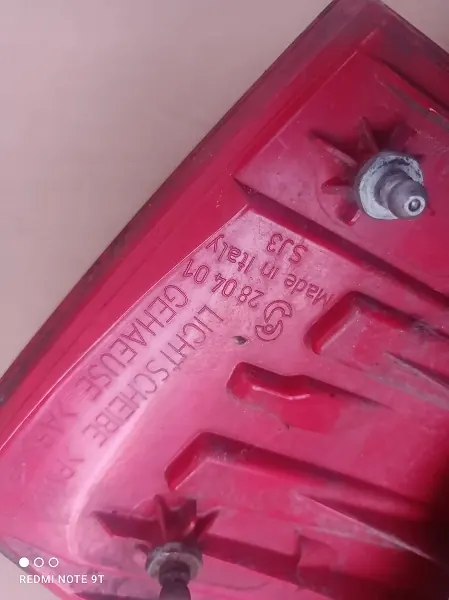 LICHTSCHEIBE
GEHAEUSE
28 04 01
Made in Italy
SJ3
REDMI NOTE 9T